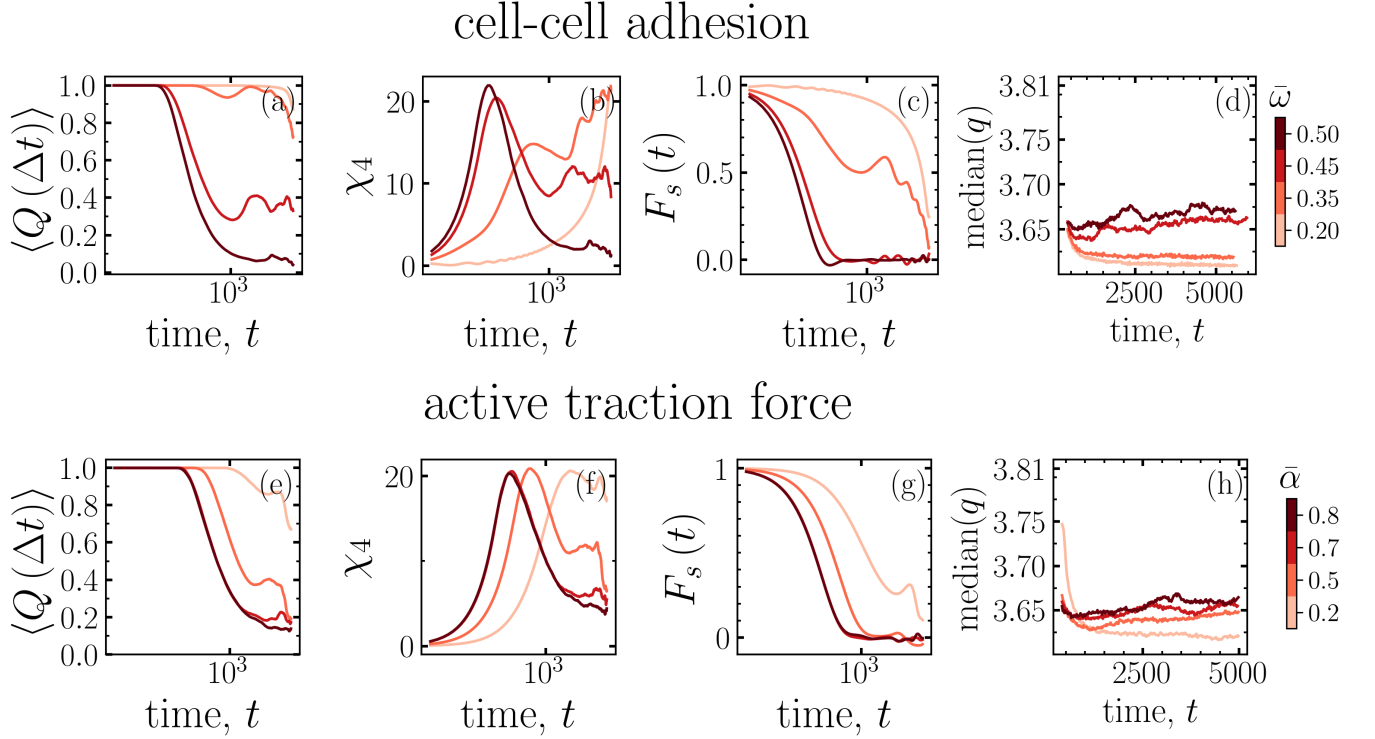 cell-cell adhesion
⟨Q(Δt)⟩
1.0
0.8
0.6
0.4
0.2
0.0
(a)
10³
time, t
χ₄
20
10
0
(b)
10³
time, t
Fₛ(t)
1.0
0.5
0.0
(c)
10³
time, t
median(q)
3.81
3.75
3.70
3.65
(d)
2500 5000
time, t
ω̄
0.50
0.45
0.35
0.20
active traction force
⟨Q(Δt)⟩
1.0
0.8
0.6
0.4
0.2
0.0
(e)
10³
time, t
χ₄
20
0
(f)
10³
time, t
Fₛ(t)
1
0
(g)
10³
time, t
median(q)
3.81
3.75
3.70
3.65
(h)
2500 5000
time, t
ᾱ
0.8
0.7
0.5
0.2